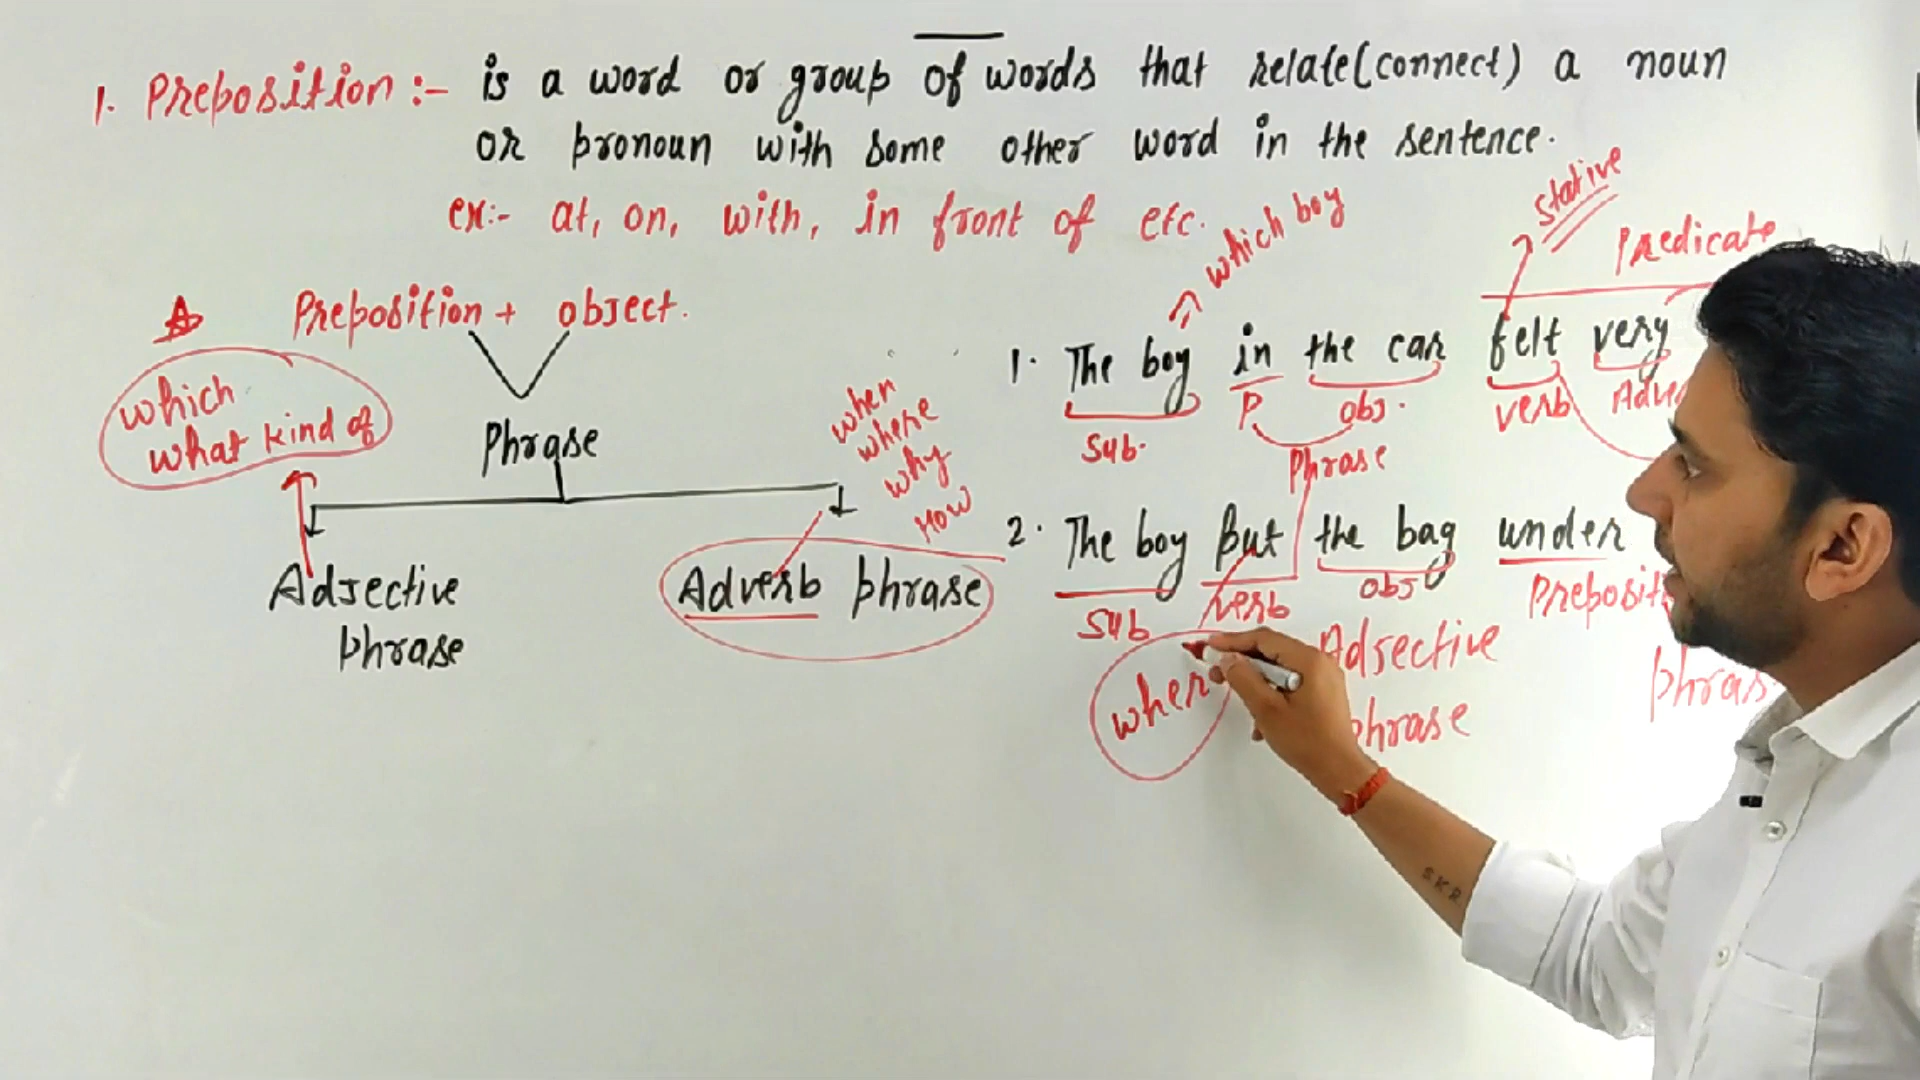 1. Preposition :- is a word or group of words that relate(connect) a noun
or pronoun with some other word in the sentence.
ex:- at, on, with, in front of etc.
Preposition + object.
which
what kind of
Phrase
when
where
why
How
Adjective
phrase
Adverb phrase
which boy
Stative
Predicate
1. The boy in the car felt very
Sub. P obj. verb
Phrase
2. The boy put the bag under
Sub verb obj
Adjective
phrase
SKR